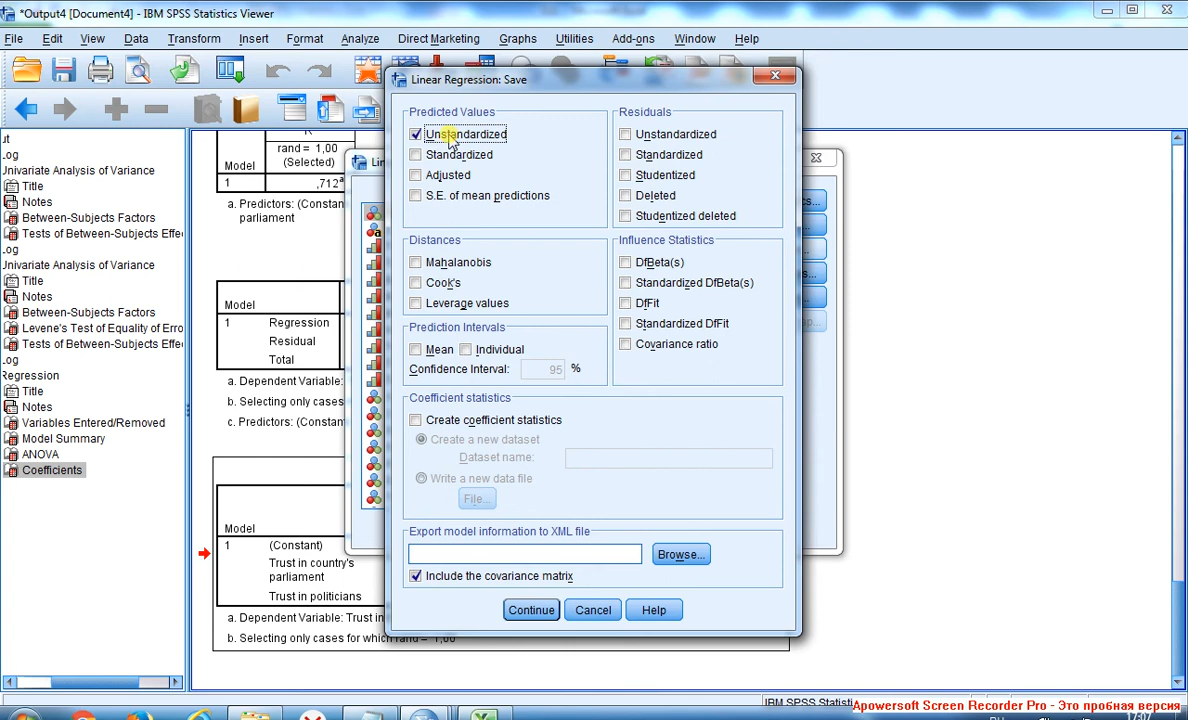 *Output4 [Document4] - IBM SPSS Statistics Viewer
File Edit View Data Transform Insert Format Analyze Direct Marketing Graphs Utilities Add-ons Window Help
Linear Regression: Save
ut
Log
Univariate Analysis of Variance
Title
Notes
Between-Subjects Factors
Tests of Between-Subjects Effe
Log
Univariate Analysis of Variance
Title
Notes
Between-Subjects Factors
Levene's Test of Equality of Erro
Tests of Between-Subjects Effe
Log
Regression
Title
Notes
Variables Entered/Removed
Model Summary
ANOVA
Coefficients
R
rand = 1,00
(Selected)
Model
1 ,712a
a. Predictors: (Constan
parliament
Model
1 Regression
Residual
Total
a. Dependent Variable:
b. Selecting only cases
c. Predictors: (Constan
Model
1 (Constant)
Trust in country's
parliament
Trust in politicians
a. Dependent Variable: Trust in
b. Selecting only cases for which rand = 1,00
Predicted Values
Unstandardized
Standardized
Adjusted
S.E. of mean predictions
Residuals
Unstandardized
Standardized
Studentized
Deleted
Studentized deleted
Distances
Mahalanobis
Cook's
Leverage values
Influence Statistics
DfBeta(s)
Standardized DfBeta(s)
DfFit
Standardized DfFit
Covariance ratio
Prediction Intervals
Mean Individual
Confidence Interval: 95 %
Coefficient statistics
Create coefficient statistics
Create a new dataset
Dataset name:
Write a new data file
File...
Export model information to XML file
Browse...
Include the covariance matrix
Continue Cancel Help
IBM SPSS Statisti
Apowersoft Screen Recorder Pro - Это пробная версия
17:07